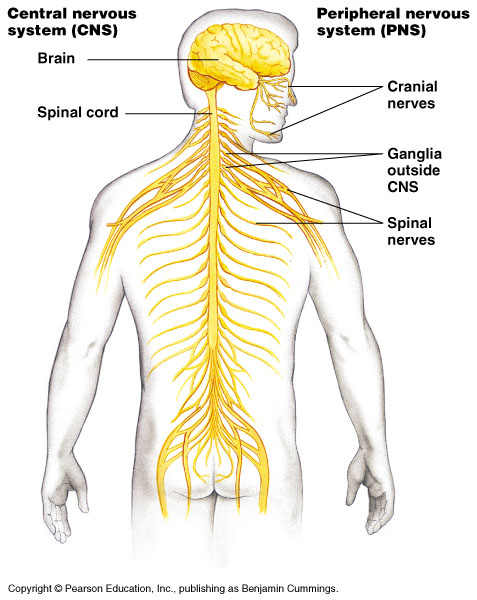 Central nervous
system (CNS)
Peripheral nervous
system (PNS)
Brain
Spinal cord
Cranial
nerves
Ganglia
outside
CNS
Spinal
nerves
Copyright © Pearson Education, Inc., publishing as Benjamin Cummings.